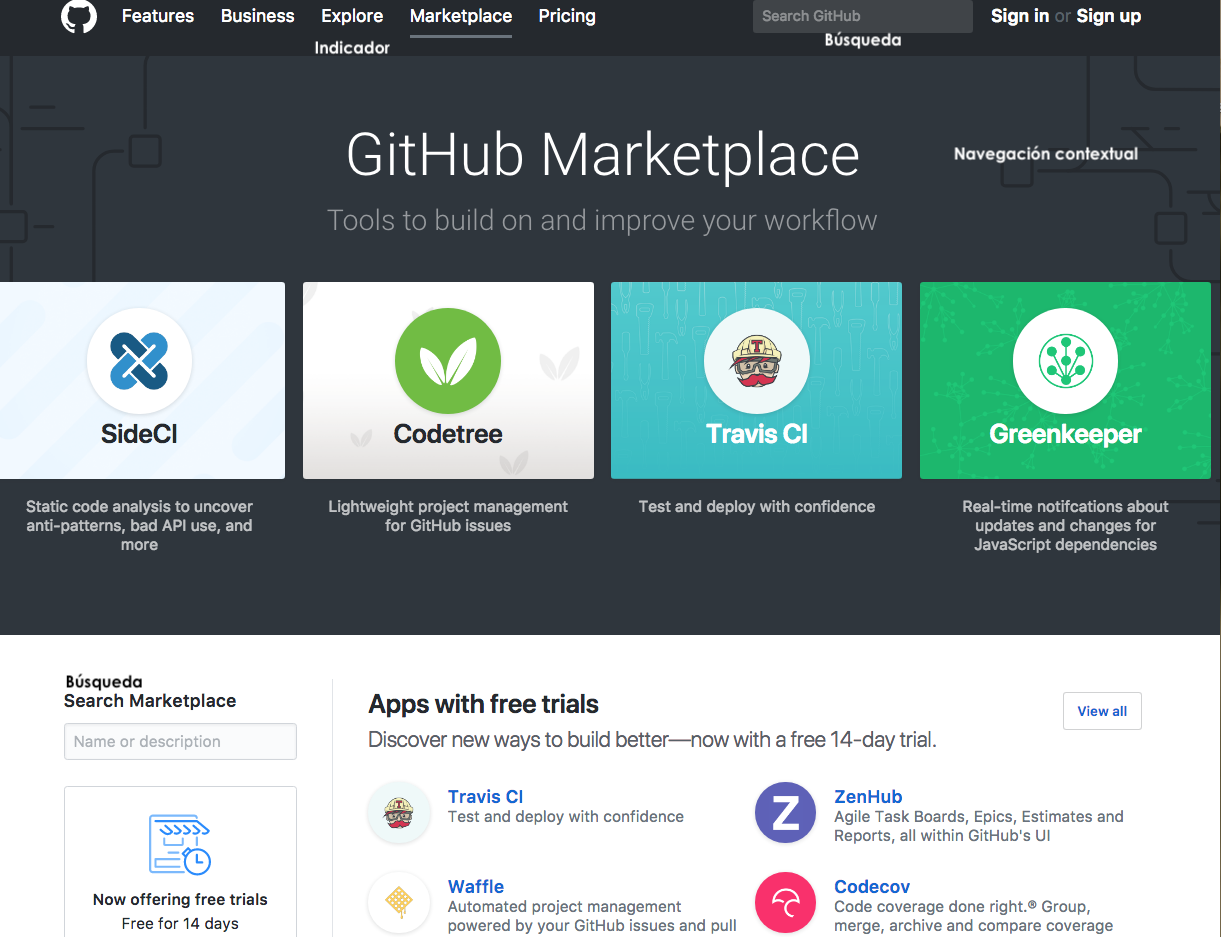 Features Business Explore Marketplace Pricing Search GitHub Sign in or Sign up
Indicador
Búsqueda
GitHub Marketplace
Navegación contextual
Tools to build on and improve your workflow
SideCI
Codetree
Travis CI
Greenkeeper
Static code analysis to uncover
anti-patterns, bad API use, and
more
Lightweight project management
for GitHub issues
Test and deploy with confidence
Real-time notifcations about
updates and changes for
JavaScript dependencies
Búsqueda
Search Marketplace
Name or description
Now offering free trials
Free for 14 days
Apps with free trials
View all
Discover new ways to build better—now with a free 14-day trial.
Travis CI
Test and deploy with confidence
Z
ZenHub
Agile Task Boards, Epics, Estimates and
Reports, all within GitHub's UI
Waffle
Automated project management
powered by your GitHub issues and pull
Codecov
Code coverage done right.® Group,
merge, archive and compare coverage